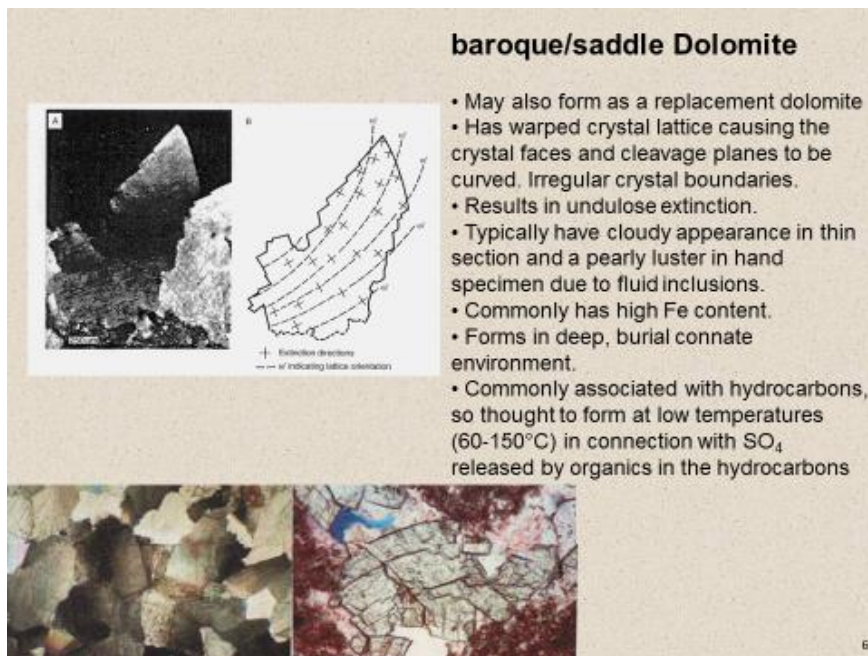 baroque/saddle Dolomite
• May also form as a replacement dolomite
• Has warped crystal lattice causing the
crystal faces and cleavage planes to be
curved. Irregular crystal boundaries.
• Results in undulose extinction.
• Typically have cloudy appearance in thin
section and a pearly luster in hand
specimen due to fluid inclusions.
• Commonly has high Fe content.
• Forms in deep, burial connate
environment.
• Commonly associated with hydrocarbons,
so thought to form at low temperatures
(60-150°C) in connection with SO₄
released by organics in the hydrocarbons
A
B
Extinction directions
indicating lattice orientation